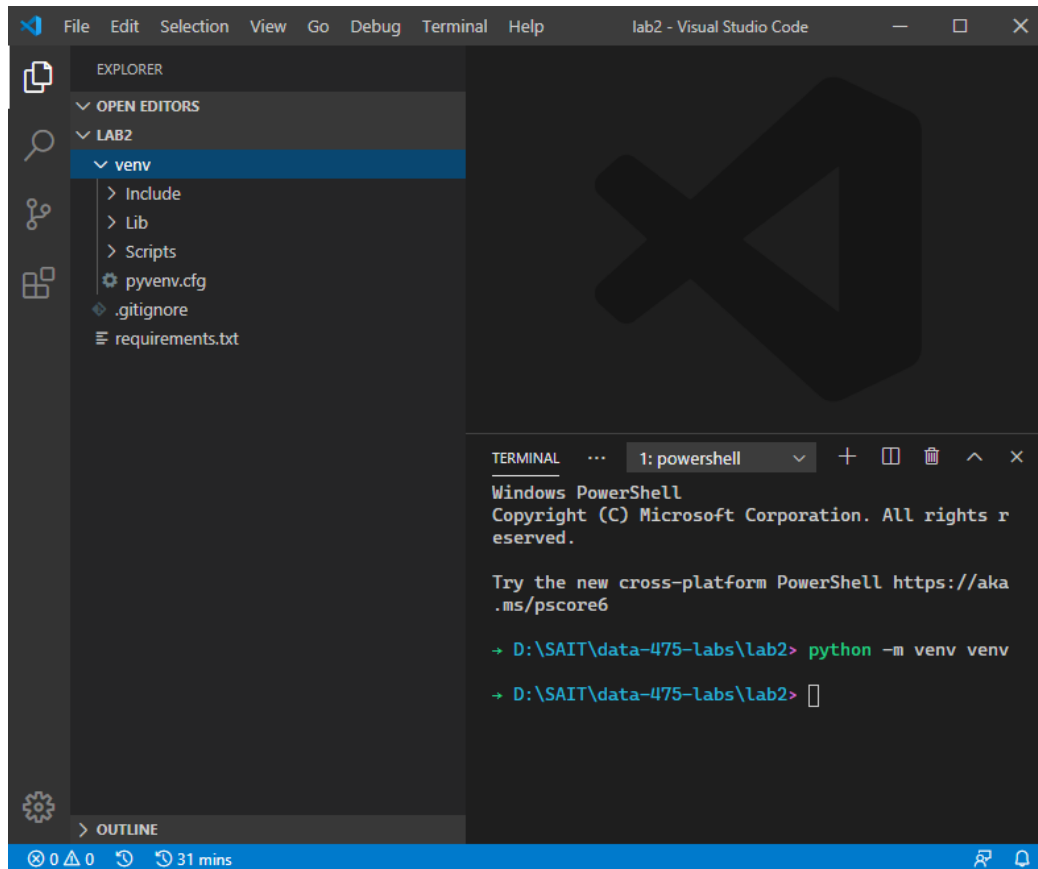 File Edit Selection View Go Debug Terminal Help lab2 - Visual Studio Code
EXPLORER
OPEN EDITORS
LAB2
venv
Include
Lib
Scripts
pyvenv.cfg
.gitignore
requirements.txt
OUTLINE
TERMINAL ··· 1: powershell
Windows PowerShell
Copyright (C) Microsoft Corporation. All rights r
eserved.
Try the new cross-platform PowerShell https://aka
.ms/pscore6
→ D:\SAIT\data-475-labs\lab2> python -m venv venv
→ D:\SAIT\data-475-labs\lab2>
0 0 31 mins